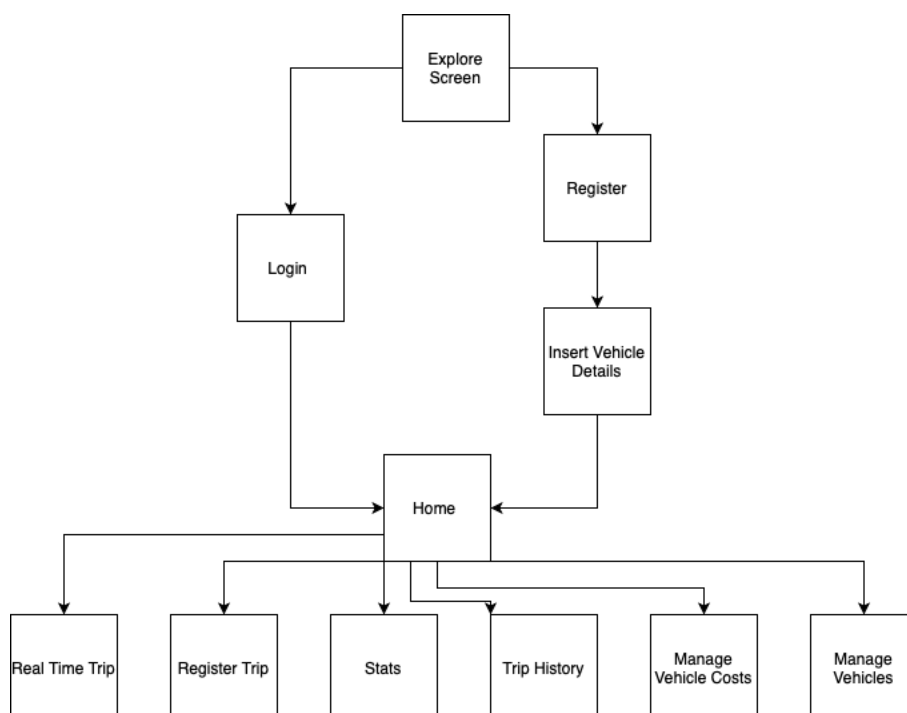 Explore
Screen
Register
Login
Insert Vehicle
Details
Home
Real Time Trip
Register Trip
Stats
Trip History
Manage
Vehicle Costs
Manage
Vehicles